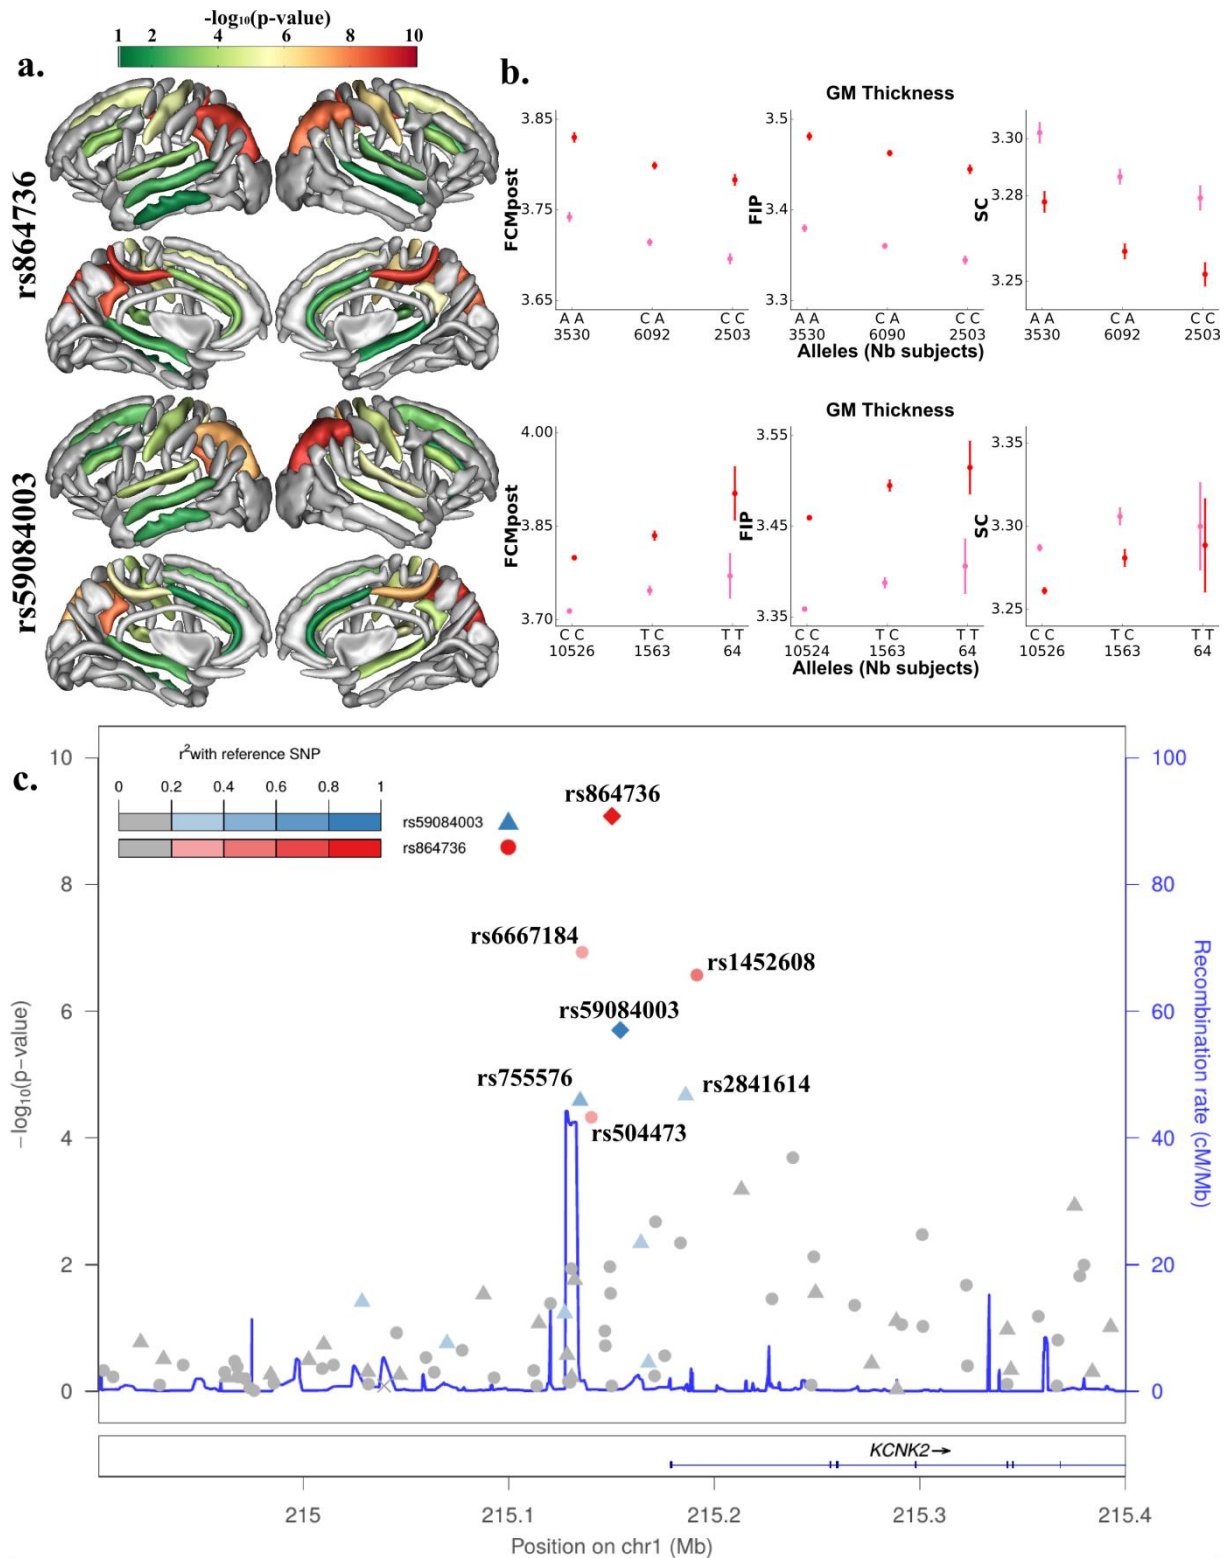 -log₁₀(p-value)
1 2 4 6 8 10
a.
rs864736
rs59084003
b.
GM Thickness
FCMpost
3.85
3.75
3.65
A A C A C C
3530 6092 2503
FIP
3.5
3.4
3.3
A A C A C C
3530 6090 2503
Alleles (Nb subjects)
SC
3.30
3.28
3.25
A A C A C C
3530 6092 2503
GM Thickness
FCMpost
4.00
3.85
3.70
C C T C T T
10526 1563 64
FIP
3.55
3.45
3.35
C C T C T T
10524 1563 64
Alleles (Nb subjects)
SC
3.35
3.30
3.25
C C T C T T
10526 1563 64
c.
r² with reference SNP
0 0.2 0.4 0.6 0.8 1
rs59084003
rs864736
rs864736
rs6667184
rs1452608
rs59084003
rs755576
rs2841614
rs504473
−log₁₀(p−value)
10
8
6
4
2
0
Recombination rate (cM/Mb)
100
80
60
40
20
0
KCNK2→
215 215.1 215.2 215.3 215.4
Position on chr1 (Mb)